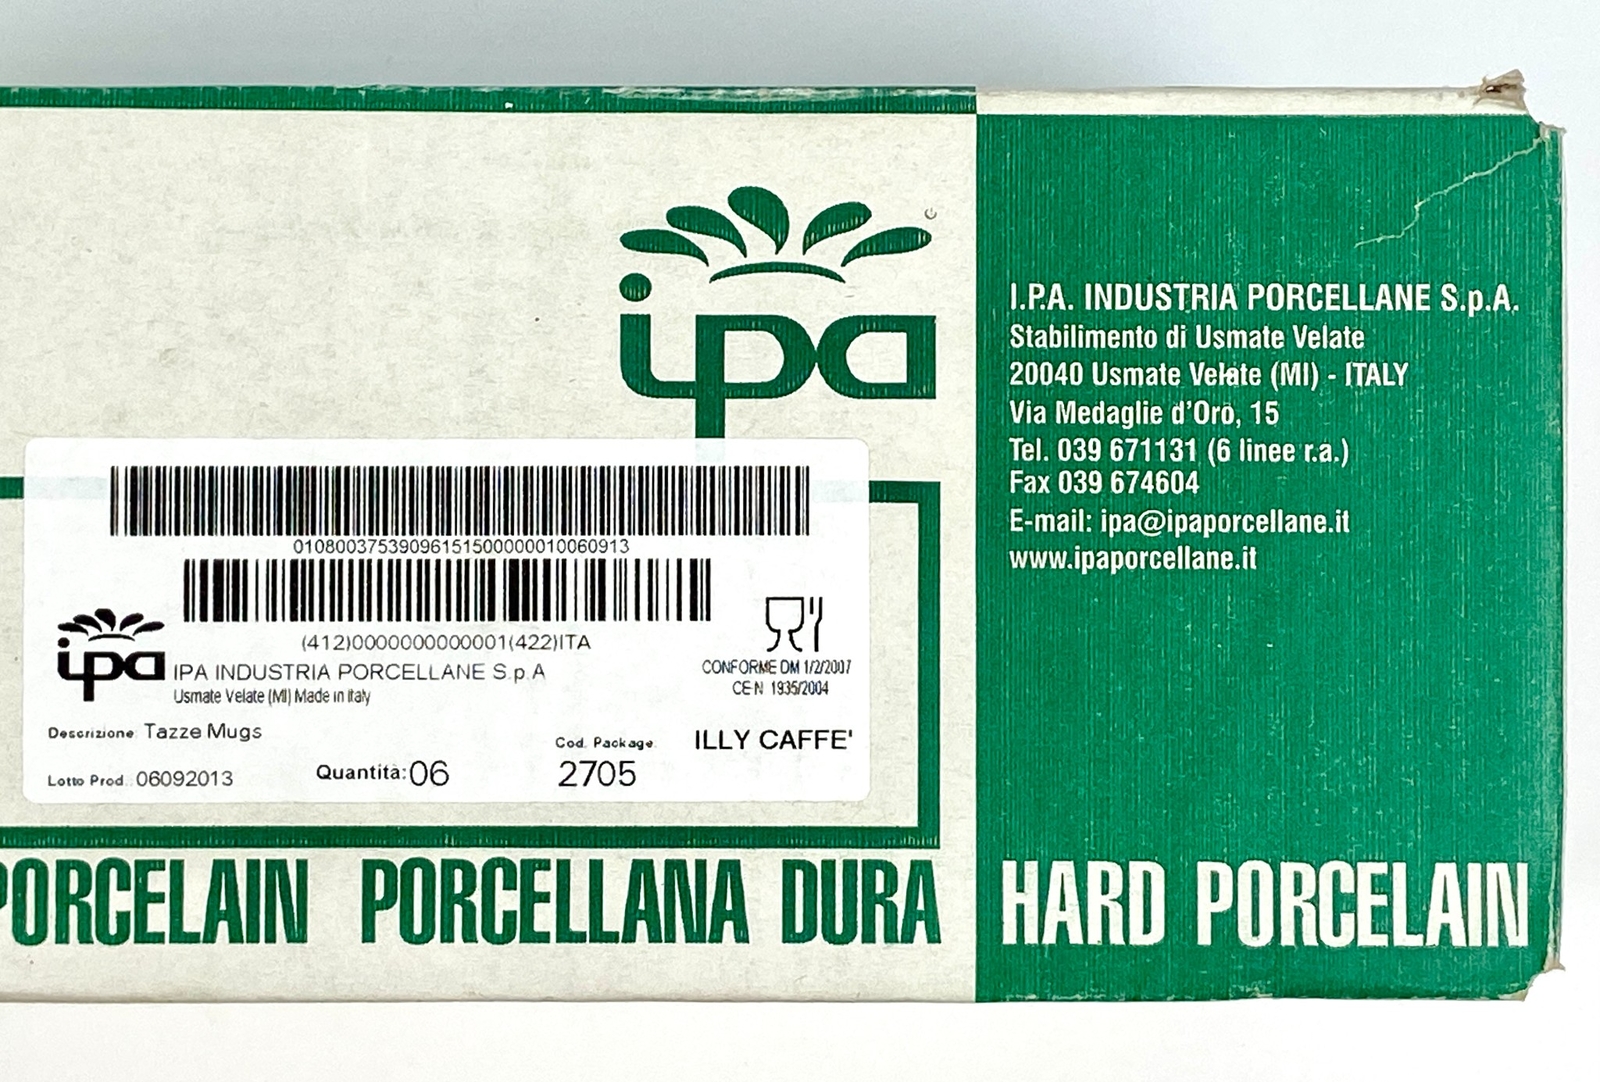 ipa
I.P.A. INDUSTRIA PORCELLANE S.p.A.
Stabilimento di Usmate Velate
20040 Usmate Velate (MI) - ITALY
Via Medaglie d'Oro, 15
Tel. 039 671131 (6 linee r.a.)
Fax 039 674604
E-mail: ipa@ipaporcellane.it
www.ipaporcellane.it
01080037539096151500000010060913
(412)0000000000001(422)ITA
ipa
IPA INDUSTRIA PORCELLANE S.p.A
Usmate Velate (MI) Made in Italy
CONFORME DM 1/2/2007
CEN 1935/2004
Descrizione: Tazze Mugs
Cod. Package:
ILLY CAFFE'
Lotto Prod.: 06092013
Quantità: 06
2705
PORCELAIN PORCELLANA DURA
HARD PORCELAIN